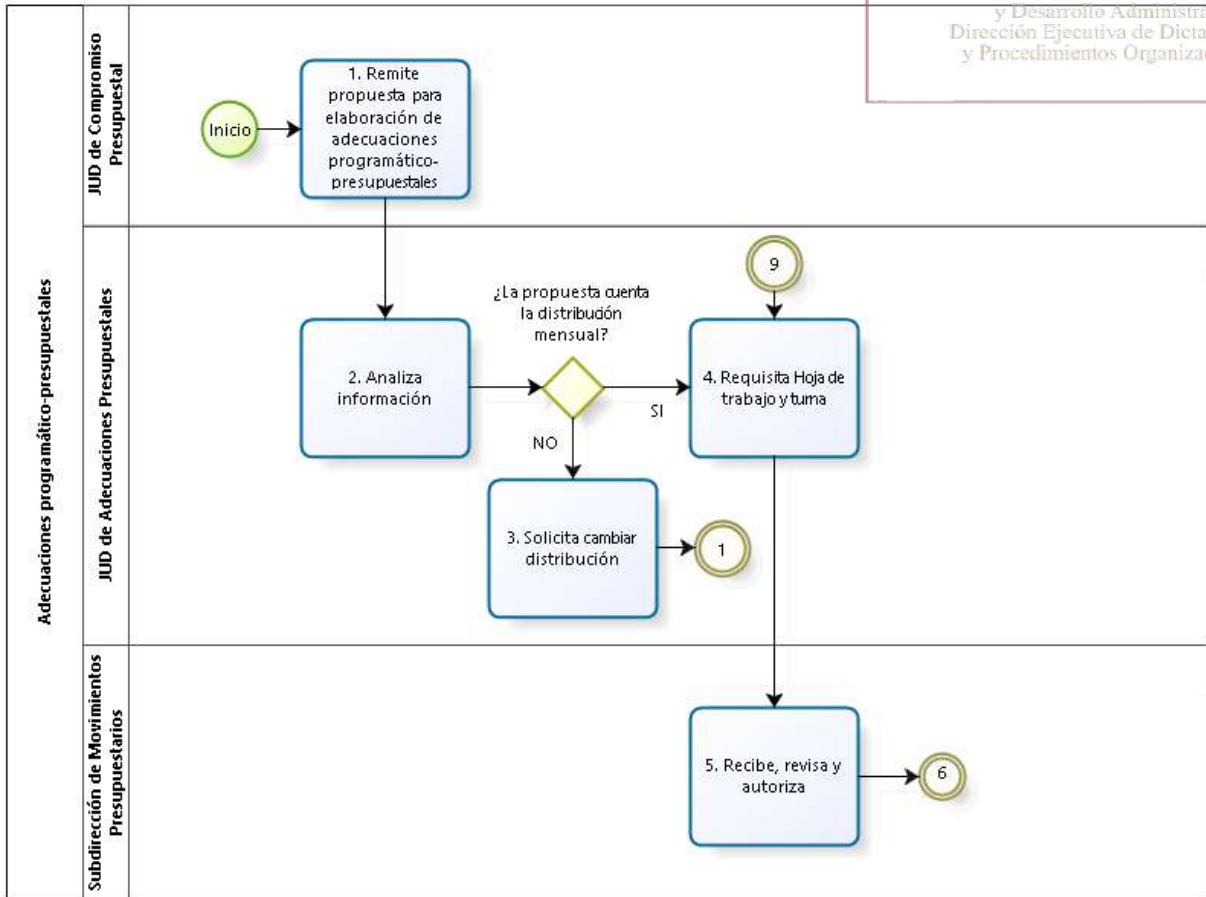 y Desarrollo Administra
Dirección Ejecutiva de Dicta
y Procedimientos Organiza
Adecuaciones programático-presupuestales
JUD de Compromiso
Presupuestal
Inicio
1. Remite
propuesta para
elaboración de
adecuaciones
programático-
presupuestales
JUD de Adecuaciones Presupuestales
2. Analiza
información
¿La propuesta cuenta
la distribución
mensual?
SI
NO
3. Solicita cambiar
distribución
1
9
4. Requisita Hoja de
trabajo y turna
Subdirección de Movimientos
Presupuestarios
5. Recibe, revisa y
autoriza
6